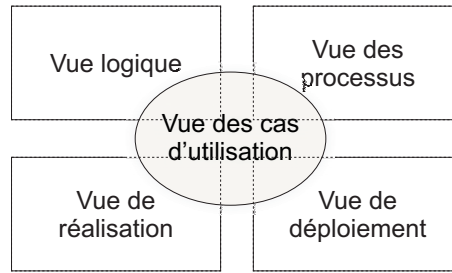 Vue logique
Vue des
processus
Vue des cas
d'utilisation
Vue de
réalisation
Vue de
déploiement